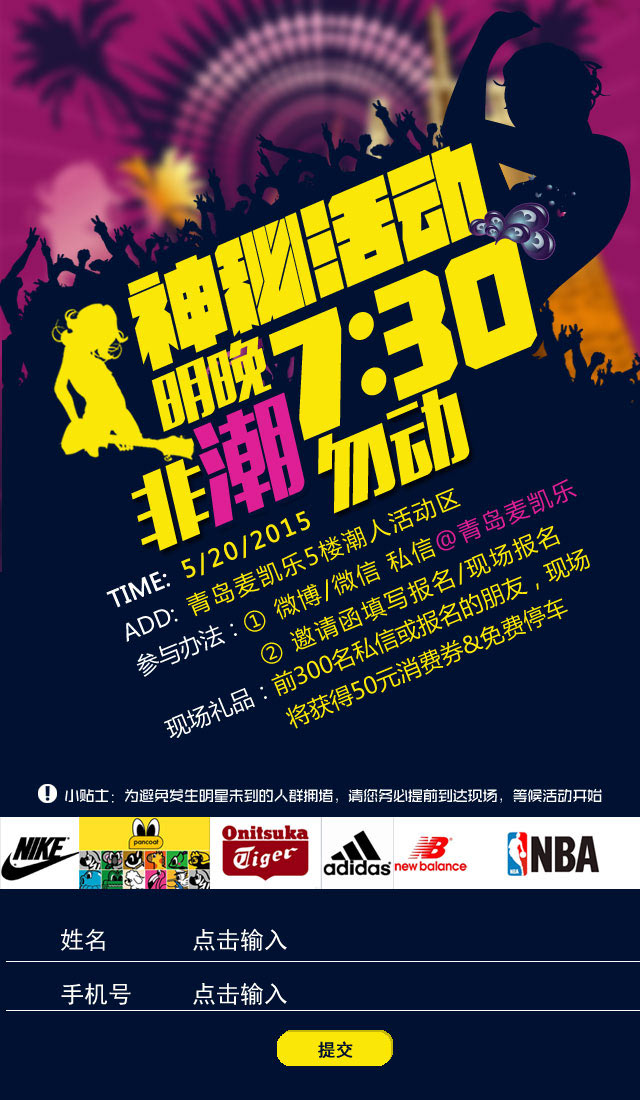 神秘活动
明晚7:30
非潮勿动
TIME: 5/20/2015
ADD: 青岛麦凯乐5楼潮人活动区
参与办法：① 微博/微信 私信@青岛麦凯乐
② 邀请函填写报名/现场报名
现场礼品：前300名私信或报名的朋友，现场
将获得50元消费券&免费停车
! 小贴士：为避免发生明星未到的人群拥堵，请您务必提前到达现场，等候活动开始
NIKE
pancoat
Onitsuka
Tiger
adidas
NB
new balance
NBA
NBA
姓名 点击输入
手机号 点击输入
提交